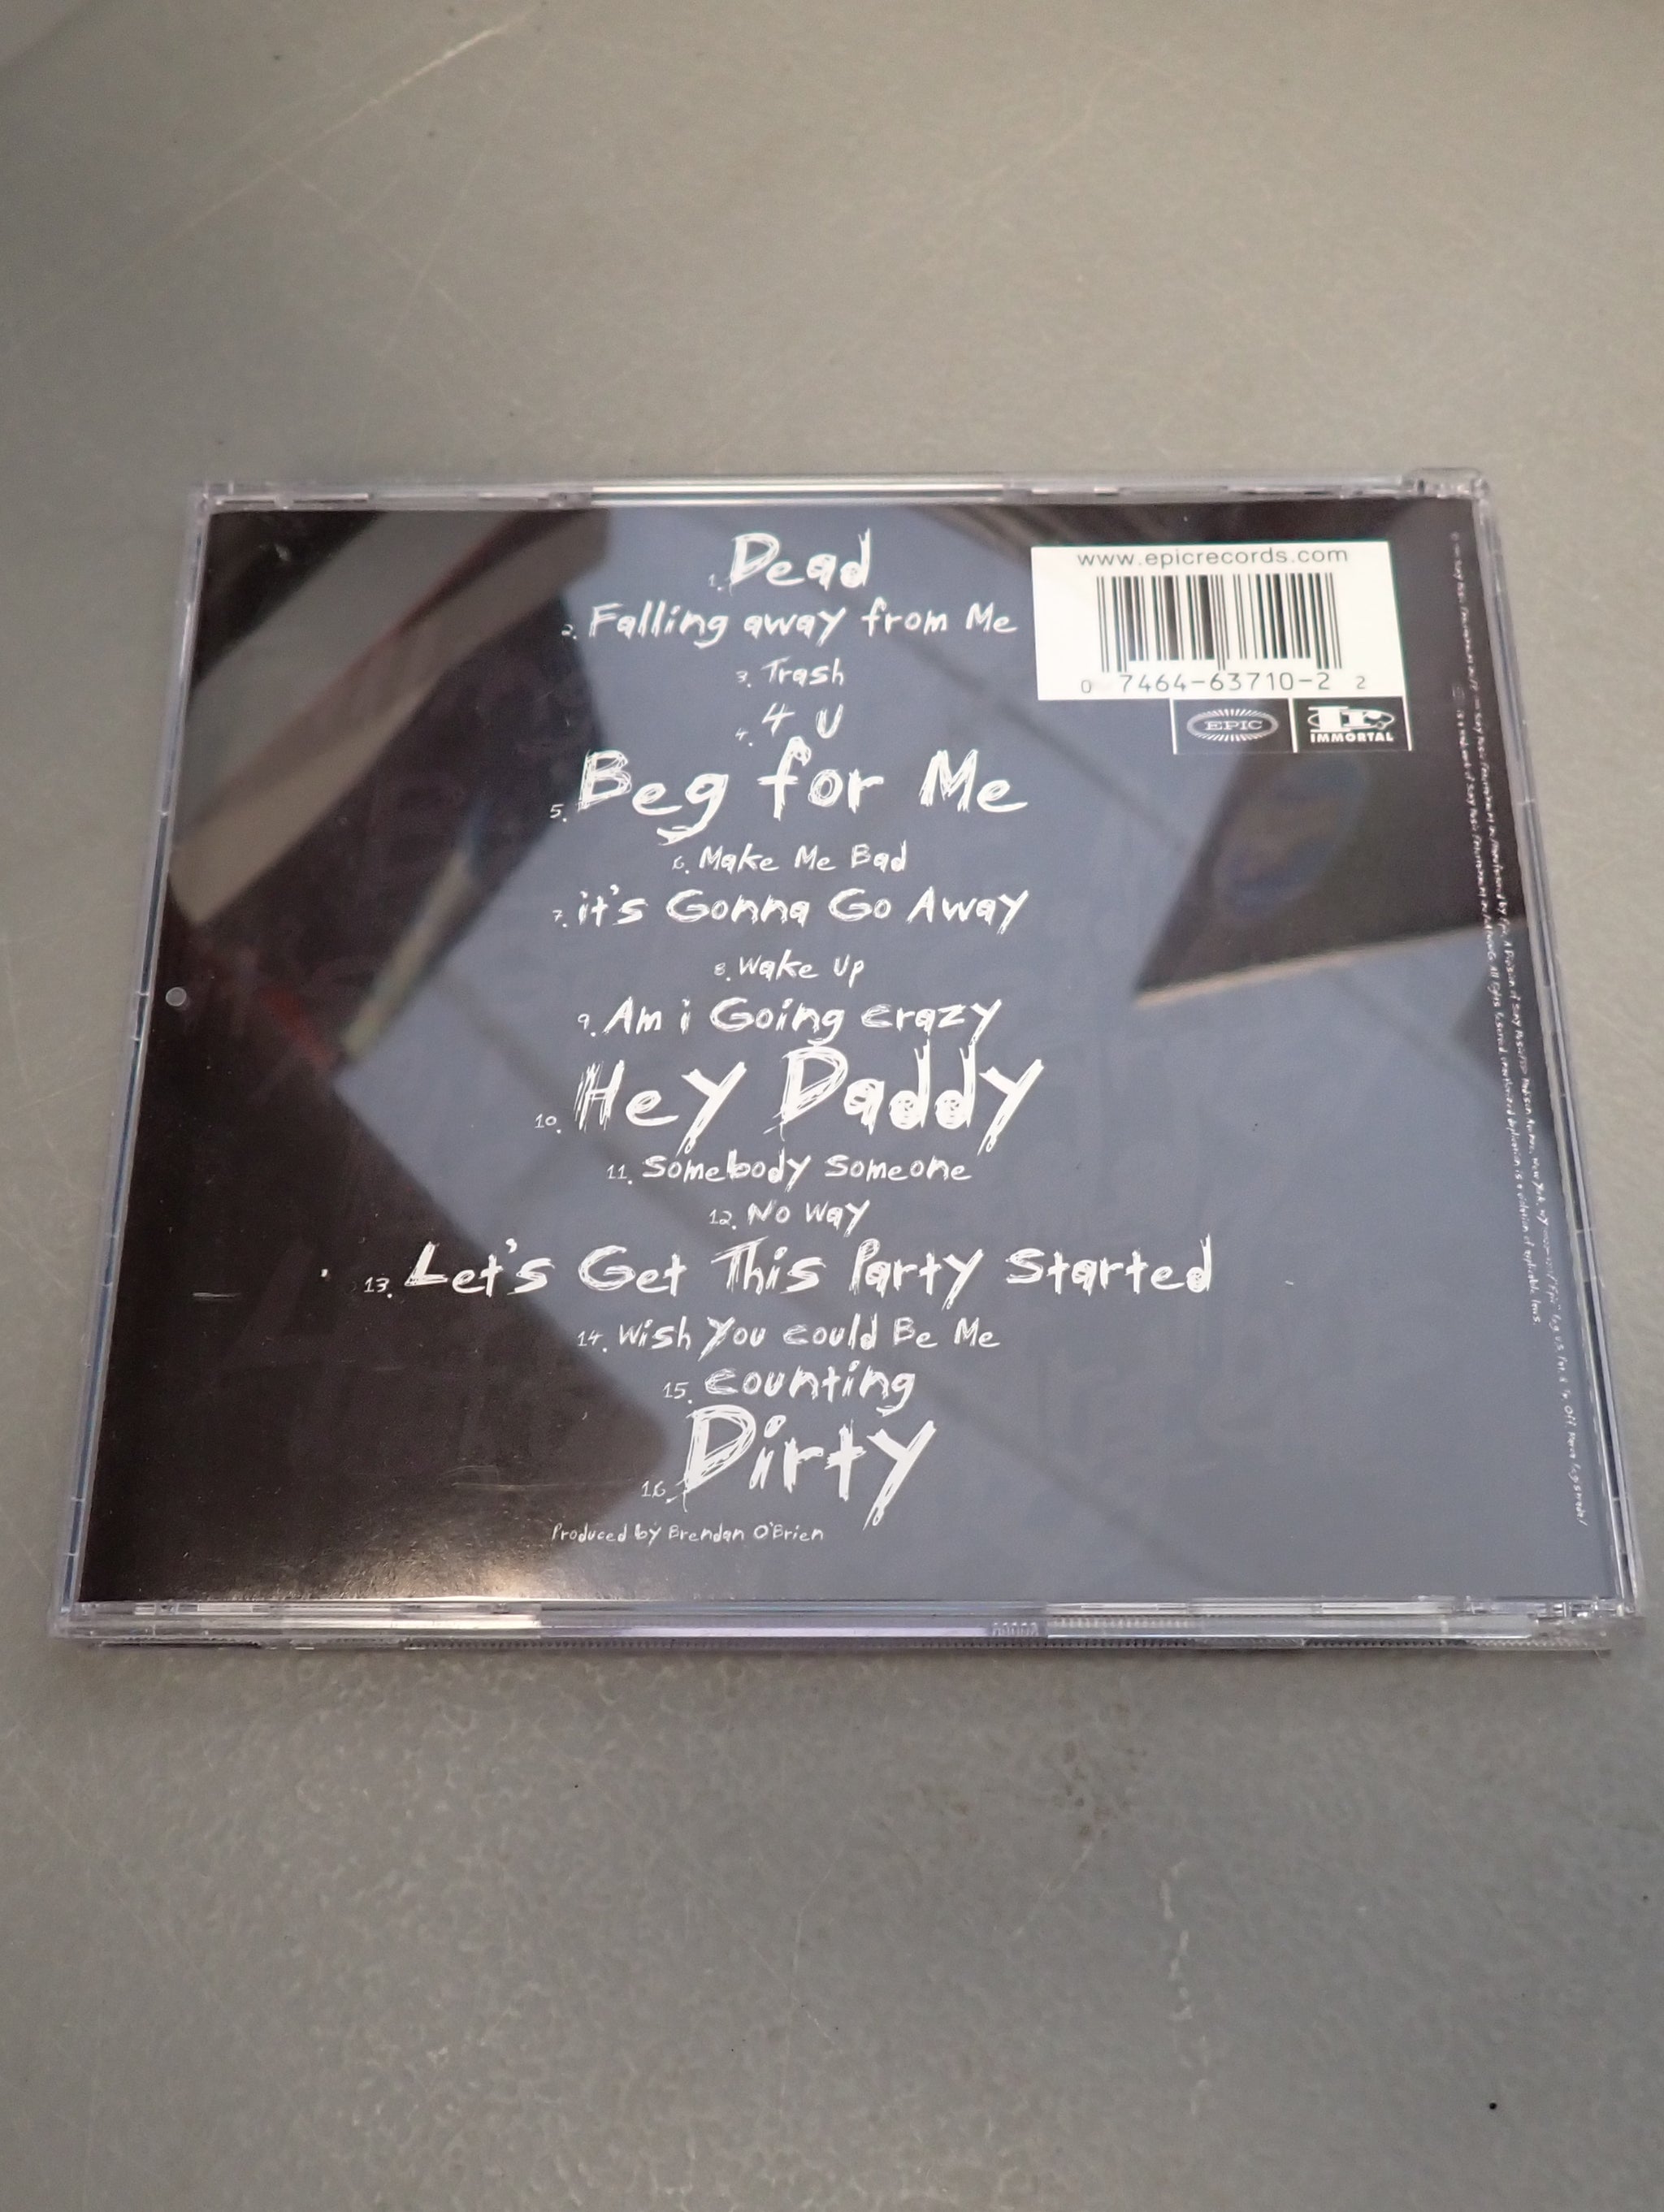 1. Dead
2. Falling away from Me
3. Trash
4. 4 U
5. Beg for Me
6. Make Me Bad
7. it's Gonna Go Away
8. Wake Up
9. Am i Going crazy
10. Hey Daddy
11. Somebody Someone
12. No Way
13. Let's Get This Party Started
14. Wish You could Be Me
15. counting
16. Dirty
Produced by Brendan O'Brien
www.epicrecords.com
0 7464-63710-2 2
EPIC
Ir.
IMMORTAL